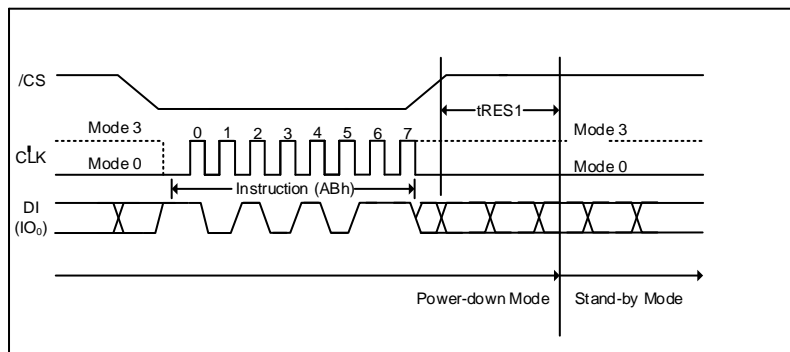 /CS
tRES1
Mode 3
0 1 2 3 4 5 6 7
Mode 3
CLK
Mode 0
Mode 0
Instruction (ABh)
DI
(IO₀)
Power-down Mode
Stand-by Mode